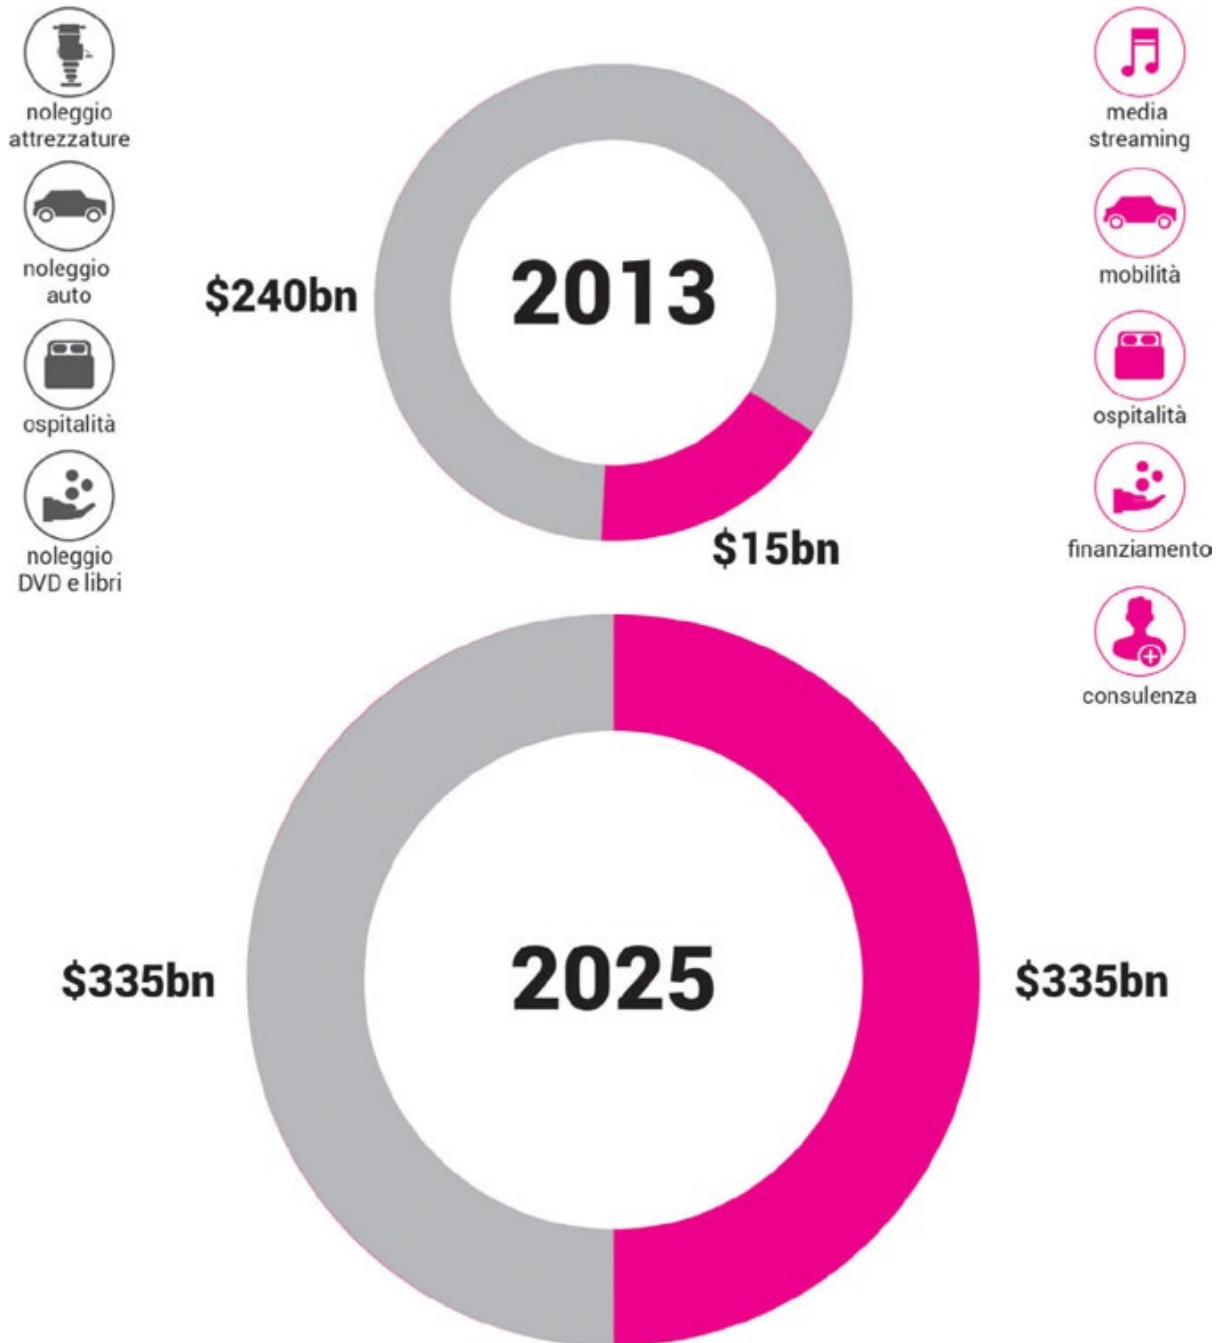 noleggio
attrezzature
noleggio
auto
ospitalità
noleggio
DVD e libri
$240bn
2013
$15bn
media
streaming
mobilità
ospitalità
finanziamento
consulenza
$335bn
2025
$335bn